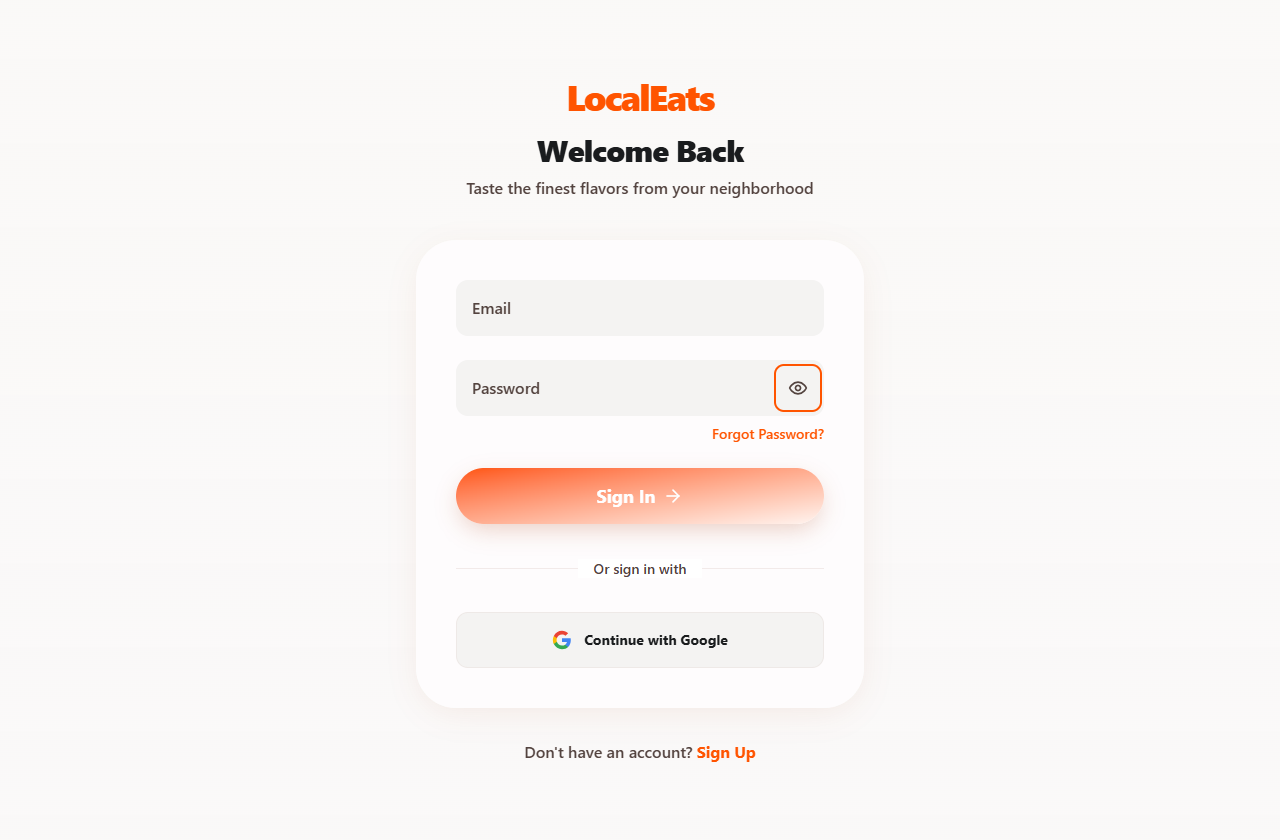 LocalEats
Welcome Back
Taste the finest flavors from your neighborhood
Email
Password
Forgot Password?
Sign In
Or sign in with
Continue with Google
Don't have an account? Sign Up